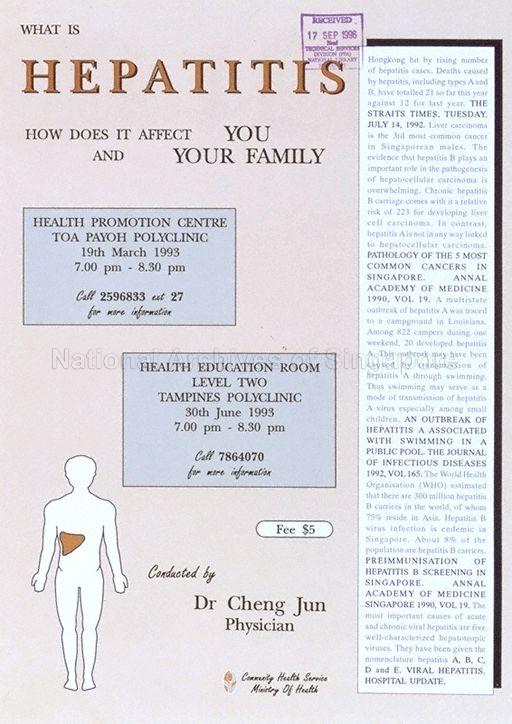 WHAT IS
HEPATITIS
HOW DOES IT AFFECT YOU
AND YOUR FAMILY
RECEIVED
17 SEP 1996
TECHNICAL SERVICES
DIVISION
NATIONAL LIBRARY
HEALTH PROMOTION CENTRE
TOA PAYOH POLYCLINIC
19th March 1993
7.00 pm - 8.30 pm
Call 2596833 ext 27
for more information
HEALTH EDUCATION ROOM
LEVEL TWO
TAMPINES POLYCLINIC
30th June 1993
7.00 pm - 8.30 pm
Call 7864070
for more information
Fee $5
Conducted by
Dr Cheng Jun
Physician
Community Health Service
Ministry Of Health
Hongkong hit by rising number
of hepatitis cases. Deaths caused
by hepatitis, including types A and
B, have totalled 21 so far this year
against 12 for last year. THE
STRAITS TIMES, TUESDAY,
JULY 14, 1992. Liver carcinoma
is the 3rd most common cancer
in Singaporean males. The
evidence that hepatitis B plays an
important role in the pathogenesis
of hepatocellular carcinoma is
overwhelming. Chronic hepatitis
B carriage comes with it a relative
risk of 223 for developing liver
cell carcinoma. In contrast,
hepatitis A is not in any way linked
to hepatocellular carcinoma.
PATHOLOGY OF THE 5 MOST
COMMON CANCERS IN
SINGAPORE. ANNAL
ACADEMY OF MEDICINE
1990, VOL 19. A multistate
outbreak of hepatitis A was traced
to a campground in Louisiana.
Among 822 campers during one
weekend, 20 developed hepatitis
A. This outbreak may have been
caused by transmission of
hepatitis A through swimming.
Thus swimming may serve as a
mode of transmission of hepatitis
A virus especially among small
children. AN OUTBREAK OF
HEPATITIS A ASSOCIATED
WITH SWIMMING IN A
PUBLIC POOL. THE JOURNAL
OF INFECTIOUS DISEASES
1992, VOL 165. The World Health
Organisation (WHO) estimated
that there are 300 million hepatitis
B carriers in the world, of whom
75% reside in Asia. Hepatitis B
virus infection is endemic in
Singapore. About 8% of the
population are hepatitis B carriers.
PREIMMUNISATION OF
HEPATITIS B SCREENING IN
SINGAPORE. ANNAL
ACADEMY OF MEDICINE
SINGAPORE 1990, VOL 19. The
most important causes of acute
and chronic viral hepatitis are five
well-characterized hepatotropic
viruses. They have been given the
nomenclature hepatitis A, B, C,
D and E. VIRAL HEPATITIS.
HOSPITAL UPDATE.
National Archives of Singapore